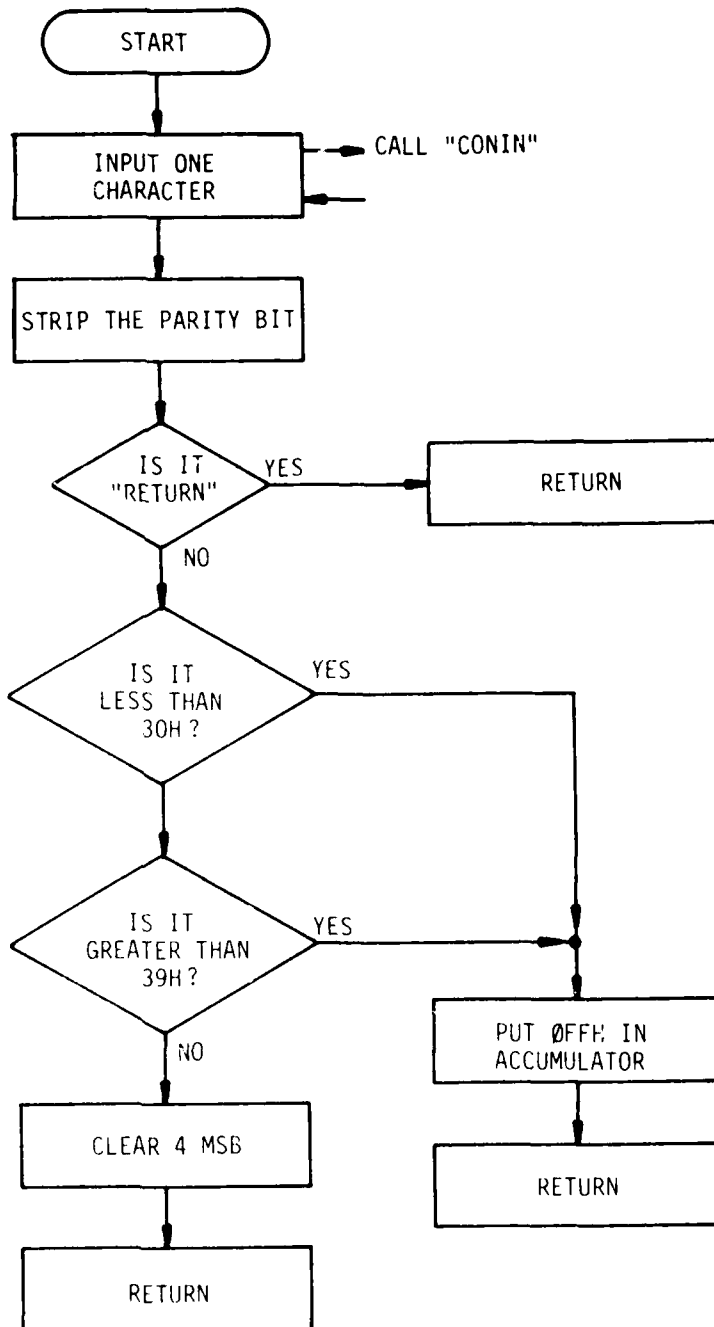 START
INPUT ONE
CHARACTER
CALL "CONIN"
STRIP THE PARITY BIT
IS IT
"RETURN"
YES
RETURN
NO
IS IT
LESS THAN
30H?
YES
IS IT
GREATER THAN
39H?
YES
NO
PUT ØFFH IN
ACCUMULATOR
CLEAR 4 MSB
RETURN
RETURN